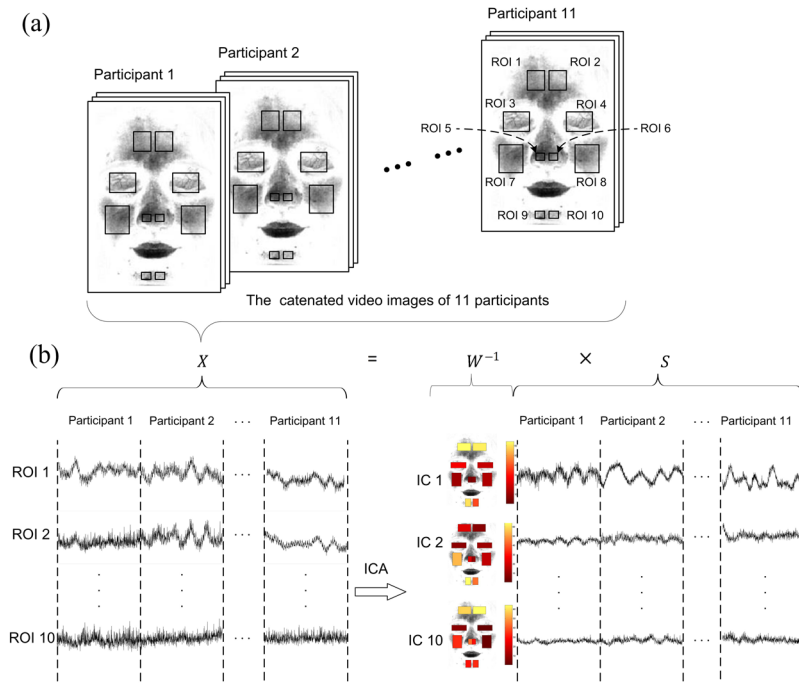 (a)
Participant 1
Participant 2
Participant 11
ROI 1 ROI 2
ROI 3 ROI 4
ROI 5 ROI 6
ROI 7 ROI 8
ROI 9 ROI 10
The catenated video images of 11 participants
(b)
X = W⁻¹ × S
Participant 1 Participant 2 . . . Participant 11 Participant 1 Participant 2 . . . Participant 11
ROI 1 . . . IC 1 . . .
ROI 2 IC 2
ICA
ROI 10 . . . IC 10 . . .